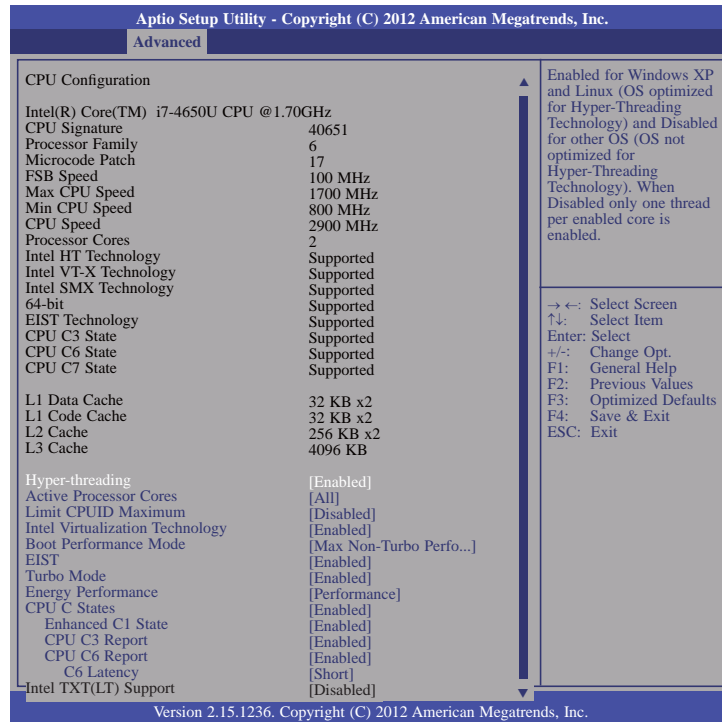 Aptio Setup Utility - Copyright (C) 2012 American Megatrends, Inc.
Advanced
CPU Configuration
Intel(R) Core(TM) i7-4650U CPU @1.70GHz
CPU Signature 40651
Processor Family 6
Microcode Patch 17
FSB Speed 100 MHz
Max CPU Speed 1700 MHz
Min CPU Speed 800 MHz
CPU Speed 2900 MHz
Processor Cores 2
Intel HT Technology Supported
Intel VT-X Technology Supported
Intel SMX Technology Supported
64-bit Supported
EIST Technology Supported
CPU C3 State Supported
CPU C6 State Supported
CPU C7 State Supported
L1 Data Cache 32 KB x2
L1 Code Cache 32 KB x2
L2 Cache 256 KB x2
L3 Cache 4096 KB
Hyper-threading [Enabled]
Active Processor Cores [All]
Limit CPUID Maximum [Disabled]
Intel Virtualization Technology [Enabled]
Boot Performance Mode [Max Non-Turbo Perfo...]
EIST [Enabled]
Turbo Mode [Enabled]
Energy Performance [Performance]
CPU C States [Enabled]
Enhanced C1 State [Enabled]
CPU C3 Report [Enabled]
CPU C6 Report [Enabled]
C6 Latency [Short]
Intel TXT(LT) Support [Disabled]
Enabled for Windows XP
and Linux (OS optimized
for Hyper-Threading
Technology) and Disabled
for other OS (OS not
optimized for
Hyper-Threading
Technology). When
Disabled only one thread
per enabled core is
enabled.
→←: Select Screen
↑↓: Select Item
Enter: Select
+/-: Change Opt.
F1: General Help
F2: Previous Values
F3: Optimized Defaults
F4: Save & Exit
ESC: Exit
Version 2.15.1236. Copyright (C) 2012 American Megatrends, Inc.